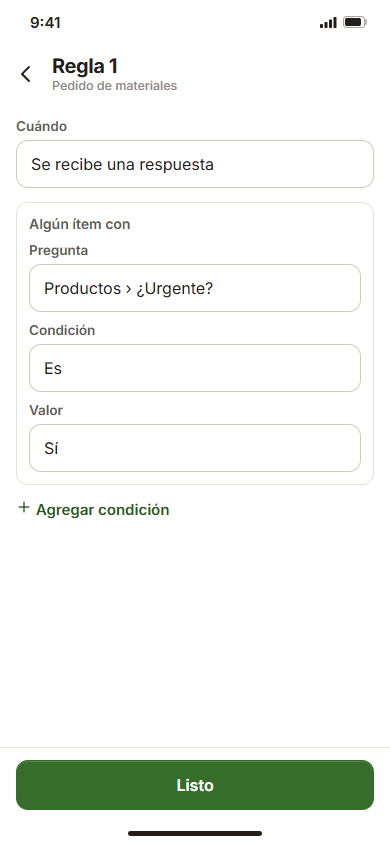 9:41
Regla 1
Pedido de materiales
Cuándo
Se recibe una respuesta
Algún ítem con
Pregunta
Productos › ¿Urgente?
Condición
Es
Valor
Sí
+ Agregar condición
Listo